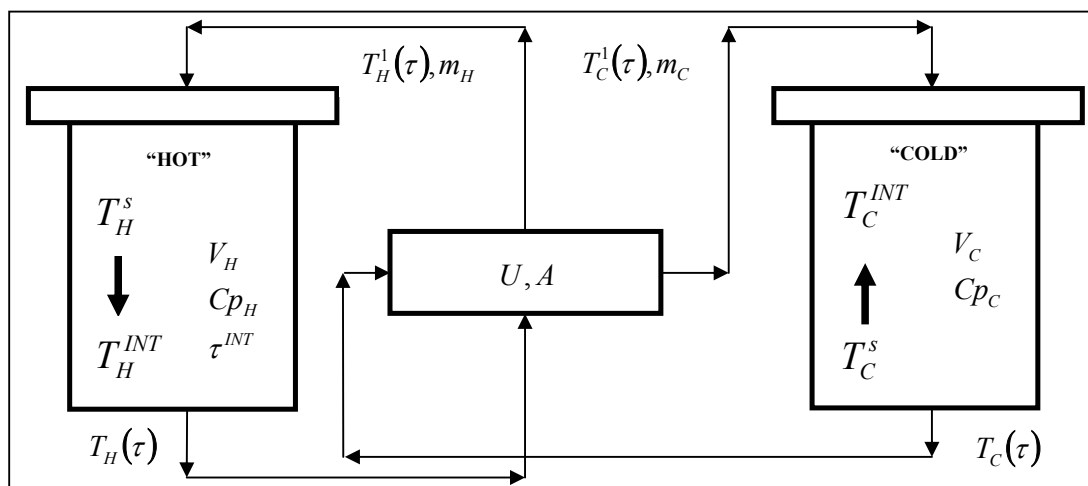 T_H^1(τ), m_H
T_C^1(τ), m_C
“HOT”
T_H^s
V_H
Cp_H
T_H^{INT}
τ^{INT}
T_H(τ)
U, A
“COLD”
T_C^{INT}
V_C
Cp_C
T_C^s
T_C(τ)